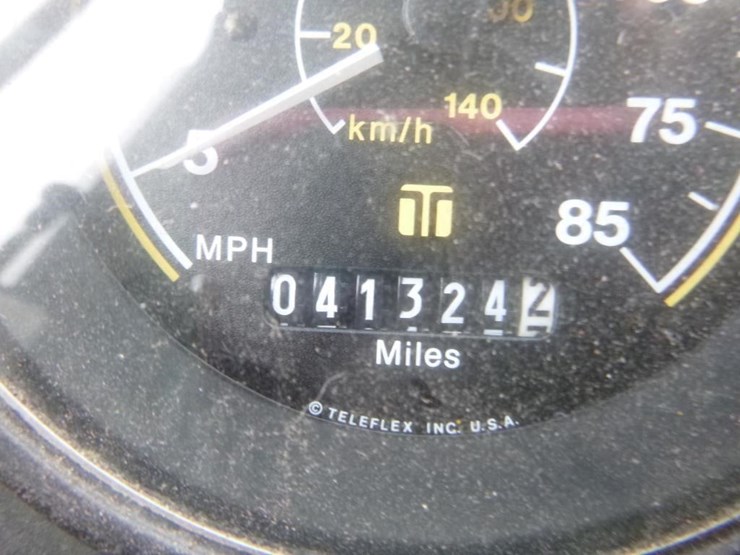 20
140
km/h
75
5
85
MPH
0413242
Miles
© TELEFLEX INC. U.S.A.